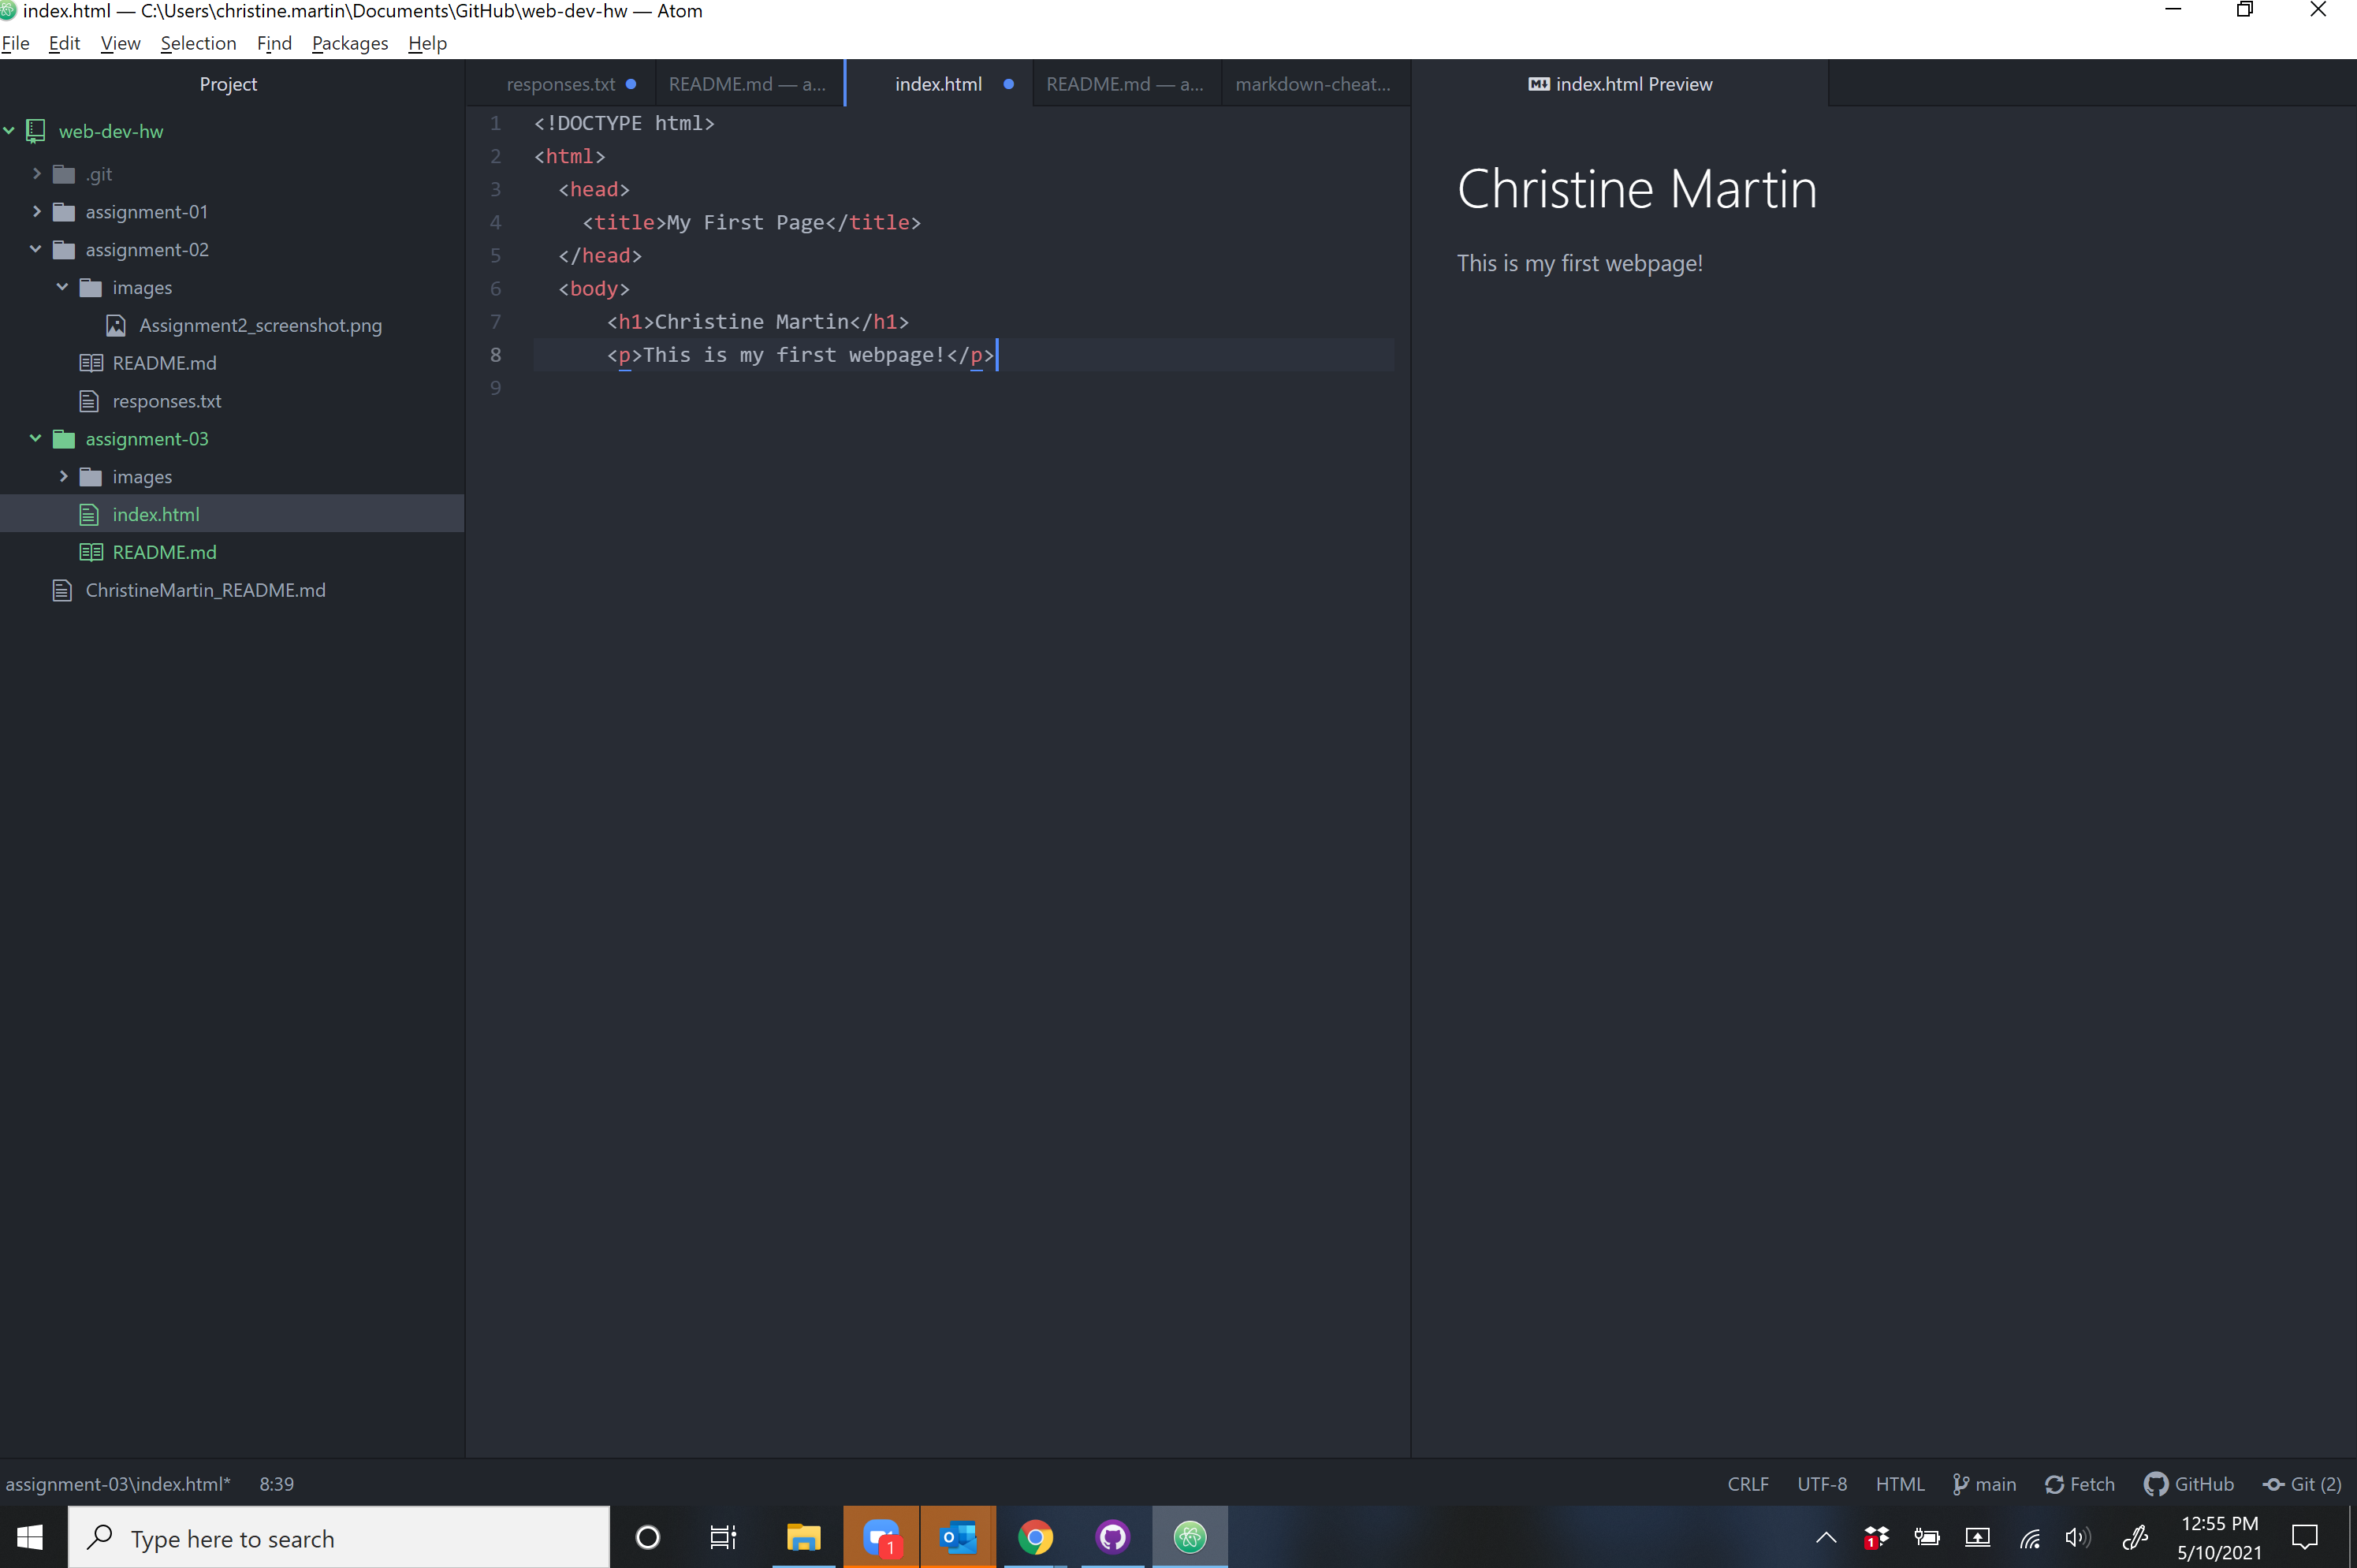 index.html — C:\Users\christine.martin\Documents\GitHub\web-dev-hw — Atom
File Edit View Selection Find Packages Help
Project
web-dev-hw
.git
assignment-01
assignment-02
images
Assignment2_screenshot.png
README.md
responses.txt
assignment-03
images
index.html
README.md
ChristineMartin_README.md
responses.txt README.md — a... index.html README.md — a... markdown-cheat...
1 <!DOCTYPE html>
2 <html>
3 <head>
4 <title>My First Page</title>
5 </head>
6 <body>
7 <h1>Christine Martin</h1>
8 <p>This is my first webpage!</p>
9
index.html Preview
Christine Martin
This is my first webpage!
assignment-03\index.html* 8:39 CRLF UTF-8 HTML main Fetch GitHub Git (2)
Type here to search
1
1
12:55 PM
5/10/2021